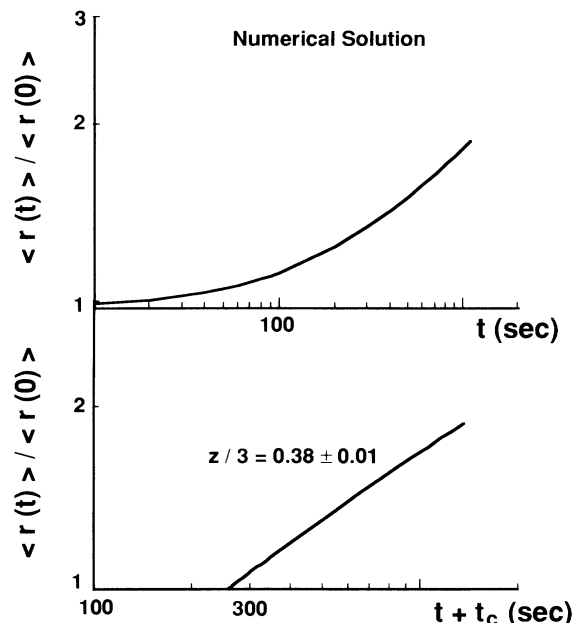 3
Numerical Solution
2
1
< r (t) > / < r (0) >
100
t (sec)
2
z / 3 = 0.38 ± 0.01
1
< r (t) > / < r (0) >
100
300
t + t_c (sec)